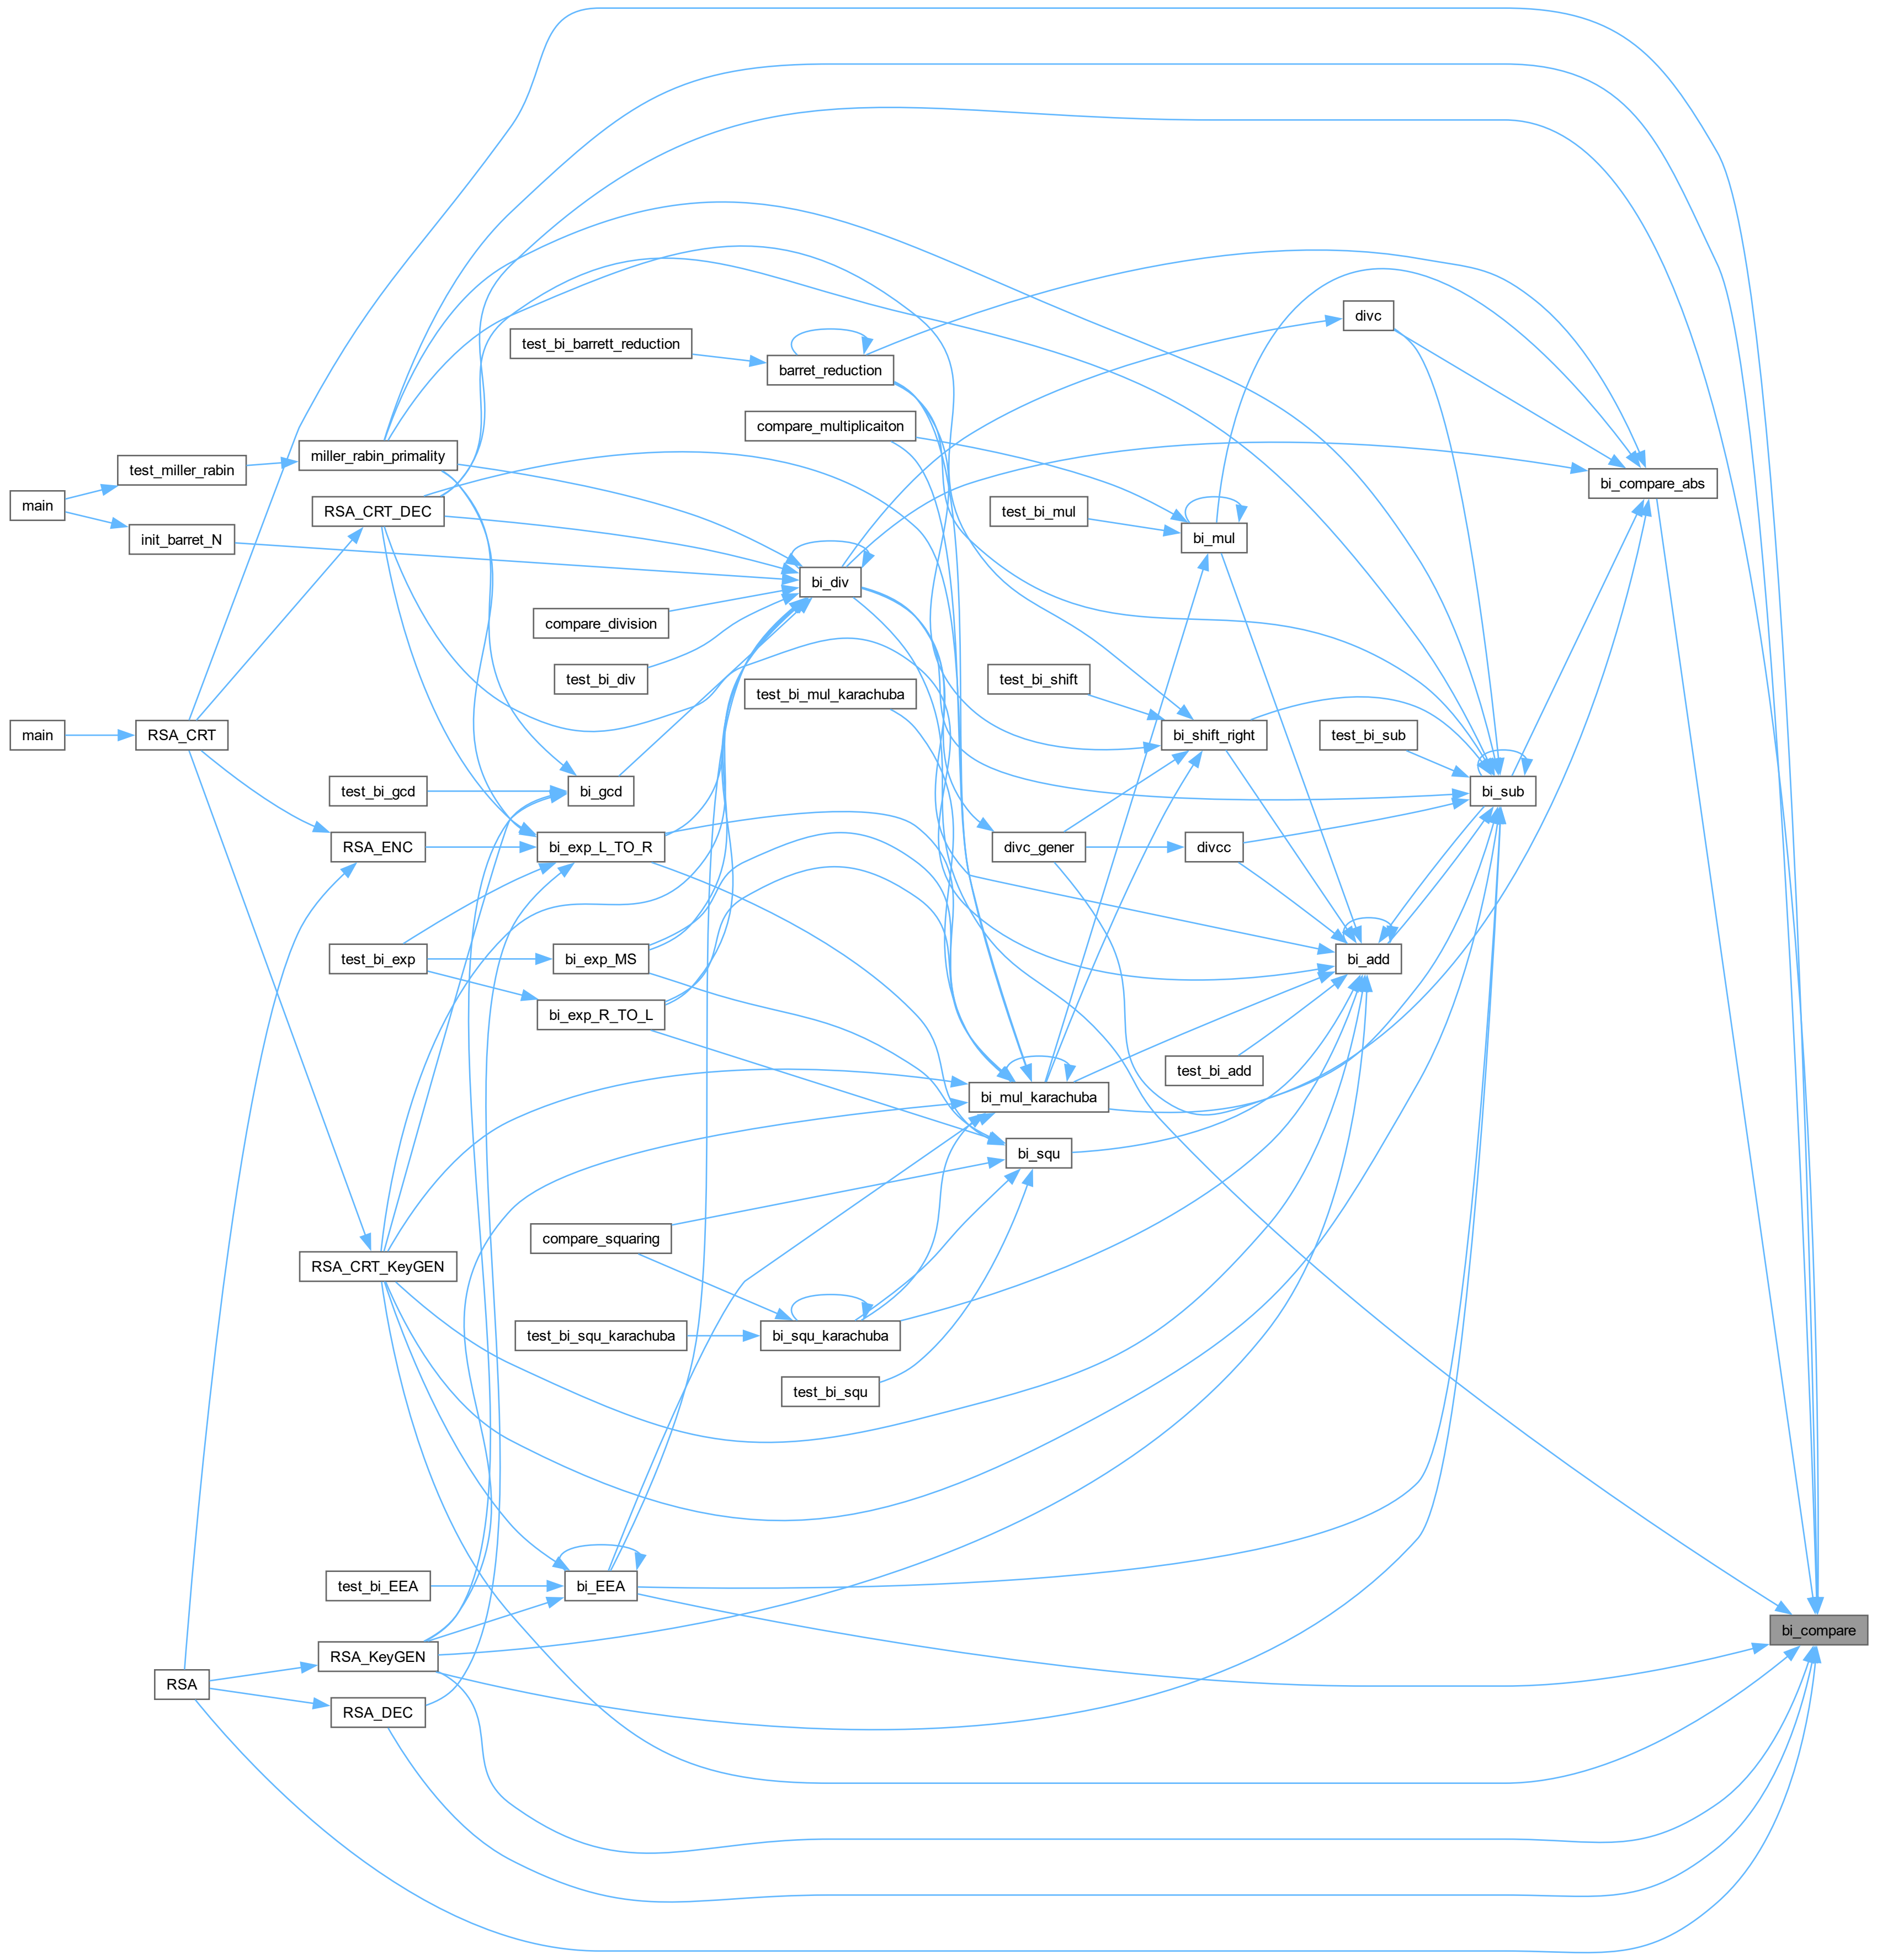 divc
test_bi_barrett_reduction
barret_reduction
compare_multiplicaiton
miller_rabin_primality
test_miller_rabin
bi_compare_abs
main
RSA_CRT_DEC
test_bi_mul
init_barret_N
bi_mul
bi_div
compare_division
test_bi_div
test_bi_shift
test_bi_mul_karachuba
main
RSA_CRT
bi_shift_right
test_bi_sub
test_bi_gcd
bi_gcd
bi_sub
RSA_ENC
bi_exp_L_TO_R
divc_gener
divcc
test_bi_exp
bi_exp_MS
bi_add
bi_exp_R_TO_L
test_bi_add
bi_mul_karachuba
bi_squ
compare_squaring
RSA_CRT_KeyGEN
test_bi_squ_karachuba
bi_squ_karachuba
test_bi_squ
test_bi_EEA
bi_EEA
bi_compare
RSA_KeyGEN
RSA
RSA_DEC